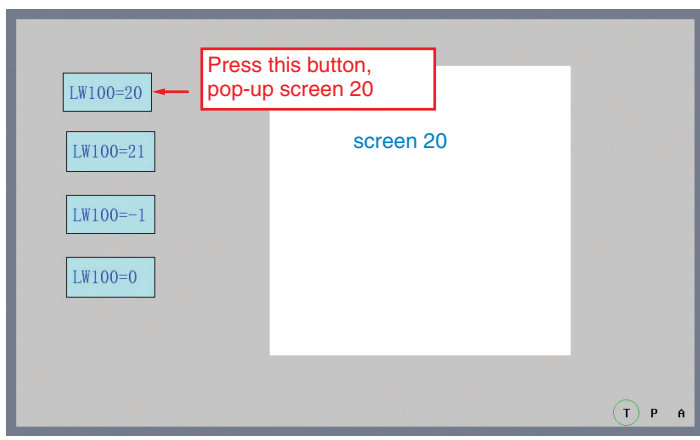 Press this button,
pop-up screen 20
LW100=20
screen 20
LW100=21
LW100=-1
LW100=0
T P A